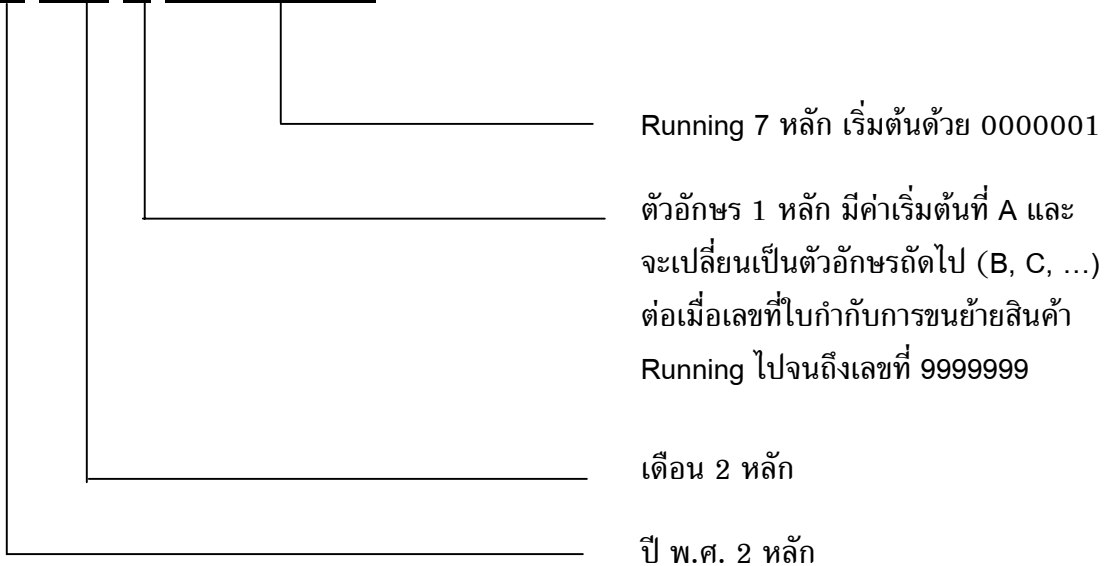 Running 7 หลัก เริ่มต้นด้วย 0000001
ตัวอักษร 1 หลัก มีค่าเริ่มต้นที่ A และ
จะเปลี่ยนเป็นตัวอักษรถัดไป (B, C, …)
ต่อเมื่อเลขที่ใบกำกับการขนย้ายสินค้า
Running ไปจนถึงเลขที่ 9999999
เดือน 2 หลัก
ปี พ.ศ. 2 หลัก